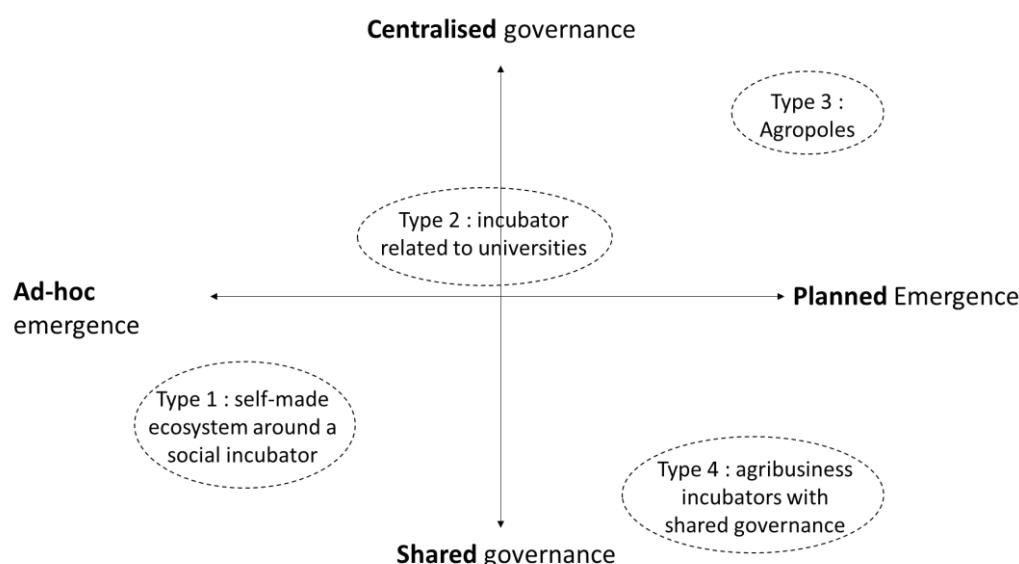 Centralised governance
Type 3 :
Agropoles
Type 2 : incubator
related to universities
Ad-hoc
emergence
Planned Emergence
Type 1 : self-made
ecosystem around a
social incubator
Type 4 : agribusiness
incubators with
shared governance
Shared governance